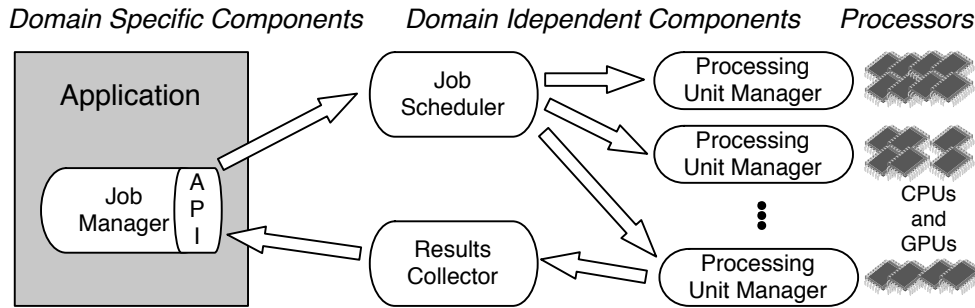 Domain Specific Components
Domain Idependent Components
Processors
Application
Job
Manager
A
P
I
Job
Scheduler
Results
Collector
Processing
Unit Manager
Processing
Unit Manager
Processing
Unit Manager
CPUs
and
GPUs